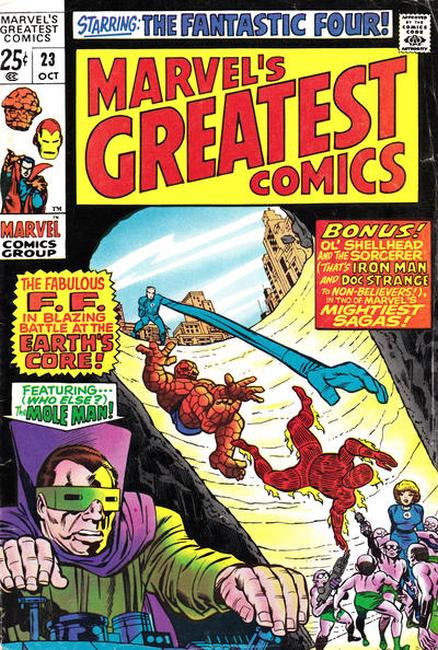 MARVEL'S
GREATEST
COMICS
25¢
CC
23
OCT
TM
MARVEL
COMICS
GROUP
STARRING: THE FANTASTIC FOUR!
APPROVED
BY THE
COMICS
CODE
AUTHORITY
MARVEL'S
GREATEST
COMICS
BONUS!
OL' SHELLHEAD
AND THE SORCERER
(THAT'S IRON MAN
AND DOC STRANGE
TO NON-BELIEVERS!),
IN TWO OF MARVEL'S
MIGHTIEST
SAGAS!
THE FABULOUS
F.F.
IN BLAZING
BATTLE AT THE
EARTH'S
CORE!
FEATURING...
(WHO ELSE?)
THE MOLE MAN!